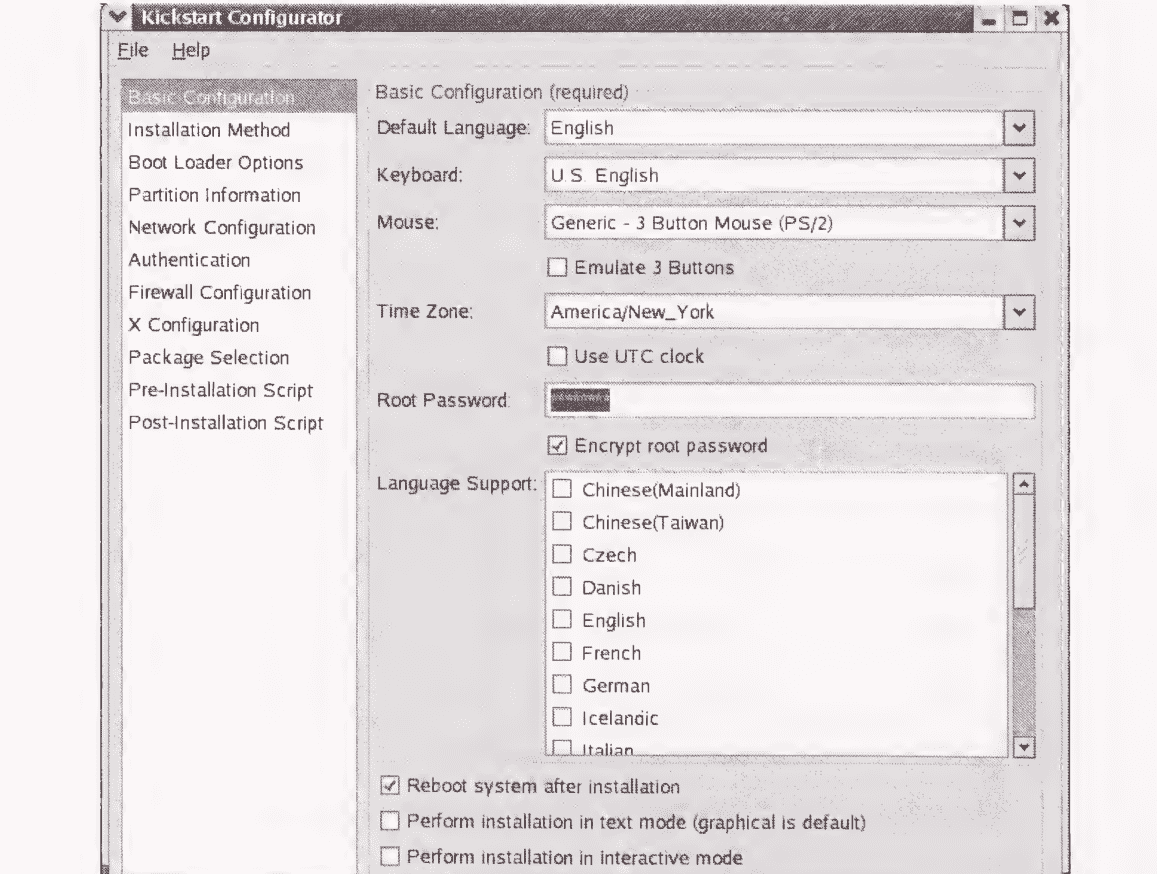 Kickstart Configurator
File Help
Basic Configuration
Installation Method
Boot Loader Options
Partition Information
Network Configuration
Authentication
Firewall Configuration
X Configuration
Package Selection
Pre-Installation Script
Post-Installation Script
Basic Configuration (required)
Default Language: English
Keyboard: U.S. English
Mouse: Generic - 3 Button Mouse (PS/2)
Emulate 3 Buttons
Time Zone: America/New_York
Use UTC clock
Root Password: ********
Encrypt root password
Language Support:
Chinese(Mainland)
Chinese(Taiwan)
Czech
Danish
English
French
German
Icelandic
Italian
Reboot system after installation
Perform installation in text mode (graphical is default)
Perform installation in interactive mode